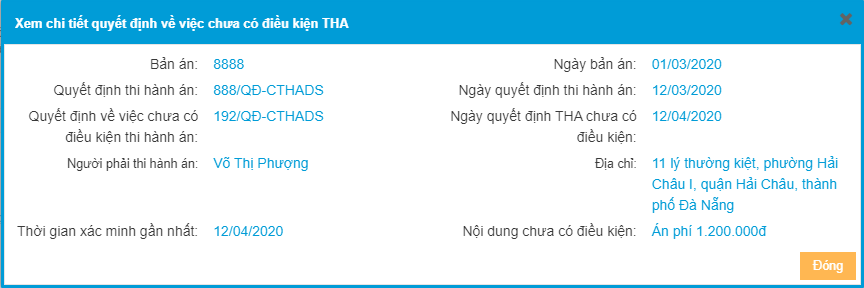 Xem chi tiết quyết định về việc chưa có điều kiện THA
Bản án: 8888 Ngày bản án: 01/03/2020
Quyết định thi hành án: 888/QĐ-CTHADS Ngày quyết định thi hành án: 12/03/2020
Quyết định về việc chưa có 192/QĐ-CTHADS Ngày quyết định THA chưa có 12/04/2020
điều kiện thi hành án: điều kiện:
Người phải thi hành án: Võ Thị Phượng Địa chỉ: 11 lý thường kiệt, phường Hải
Châu I, quận Hải Châu, thành
phố Đà Nẵng
Thời gian xác minh gần nhất: 12/04/2020 Nội dung chưa có điều kiện: Án phí 1.200.000đ
Đóng